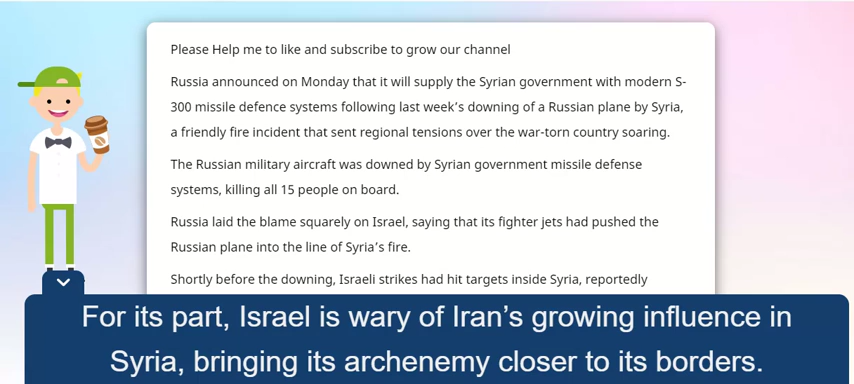 Please Help me to like and subscribe to grow our channel
Russia announced on Monday that it will supply the Syrian government with modern S-
300 missile defence systems following last week’s downing of a Russian plane by Syria,
a friendly fire incident that sent regional tensions over the war-torn country soaring.
The Russian military aircraft was downed by Syrian government missile defense
systems, killing all 15 people on board.
Russia laid the blame squarely on Israel, saying that its fighter jets had pushed the
Russian plane into the line of Syria’s fire.
Shortly before the downing, Israeli strikes had hit targets inside Syria, reportedly
For its part, Israel is wary of Iran’s growing influence in
Syria, bringing its archenemy closer to its borders.